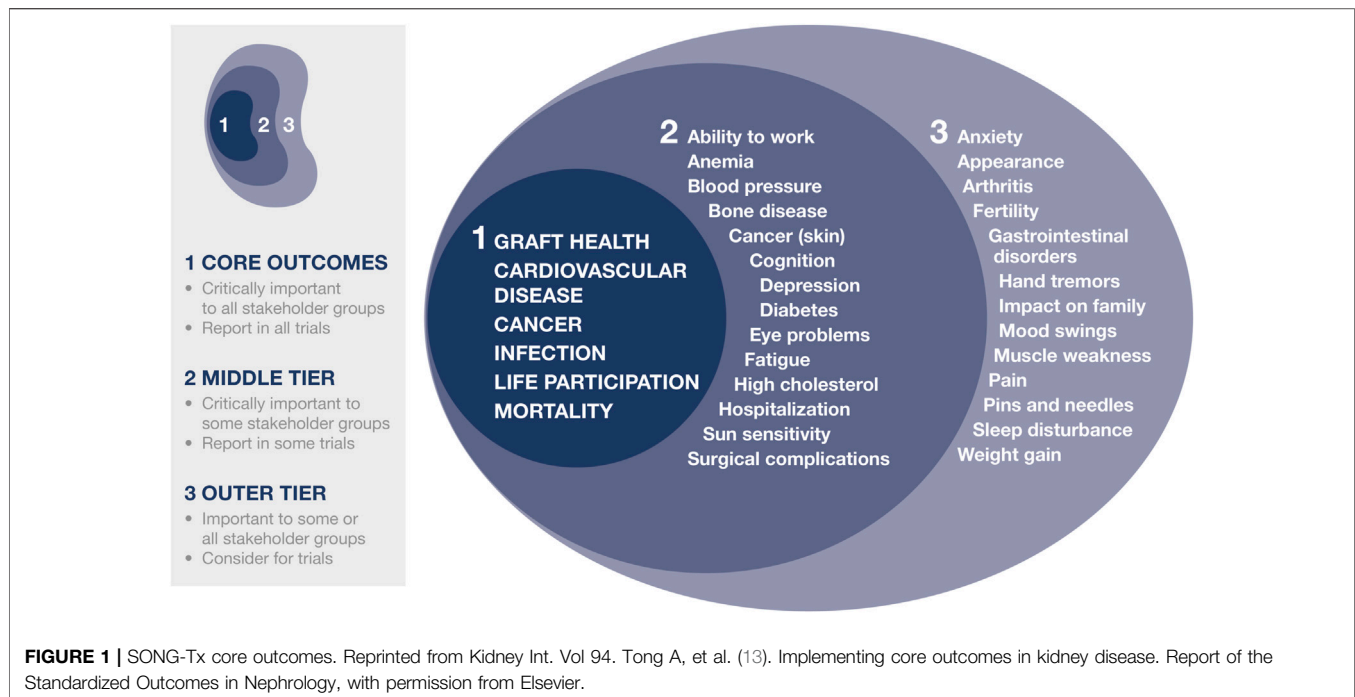 1 2 3
1 CORE OUTCOMES
• Critically important
to all stakeholder groups
• Report in all trials
2 MIDDLE TIER
• Critically important to
some stakeholder groups
• Report in some trials
3 OUTER TIER
• Important to some or
all stakeholder groups
• Consider for trials
1 GRAFT HEALTH
CARDIOVASCULAR
DISEASE
CANCER
INFECTION
LIFE PARTICIPATION
MORTALITY
2 Ability to work
Anemia
Blood pressure
Bone disease
Cancer (skin)
Cognition
Depression
Diabetes
Eye problems
Fatigue
High cholesterol
Hospitalization
Sun sensitivity
Surgical complications
3 Anxiety
Appearance
Arthritis
Fertility
Gastrointestinal
disorders
Hand tremors
Impact on family
Mood swings
Muscle weakness
Pain
Pins and needles
Sleep disturbance
Weight gain
FIGURE 1 | SONG-Tx core outcomes. Reprinted from Kidney Int. Vol 94. Tong A, et al. (13). Implementing core outcomes in kidney disease. Report of the
Standardized Outcomes in Nephrology, with permission from Elsevier.